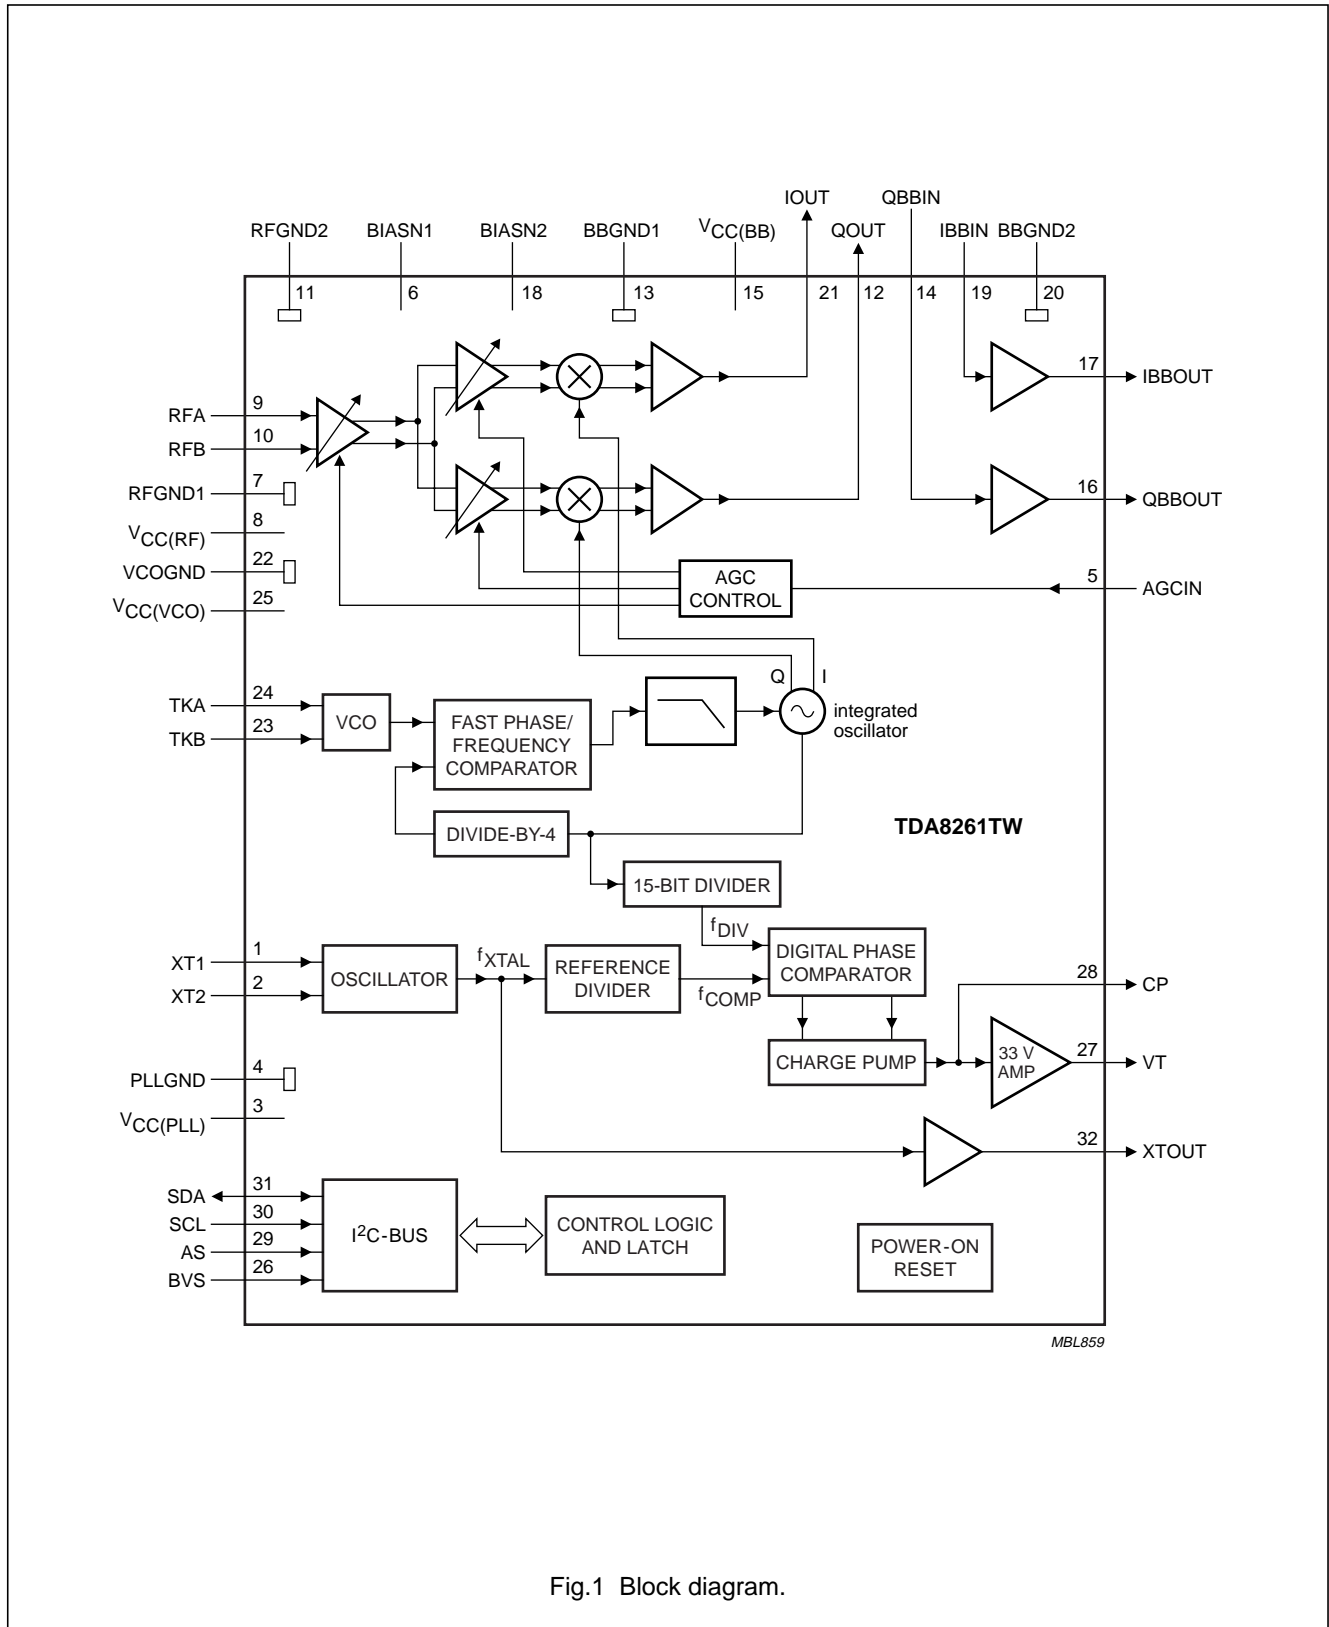 IOUT QBBIN
RFGND2 BIASN1 BIASN2 BBGND1 VCC(BB) QOUT IBBIN BBGND2
11 6 18 13 15 21 12 14 19 20
17 IBBOUT
RFA 9
RFB 10
RFGND1 7
16 QBBOUT
VCC(RF) 8
VCOGND 22
AGC
CONTROL
5 AGCIN
VCC(VCO) 25
Q I
TKA 24
TKB 23
VCO
FAST PHASE/
FREQUENCY
COMPARATOR
integrated
oscillator
DIVIDE-BY-4
TDA8261TW
15-BIT DIVIDER
fDIV
XT1 1
XT2 2
OSCILLATOR
fXTAL
REFERENCE
DIVIDER
fCOMP
DIGITAL PHASE
COMPARATOR
28 CP
CHARGE PUMP
33 V
AMP
27 VT
PLLGND 4
VCC(PLL) 3
32 XTOUT
SDA 31
SCL 30
AS 29
BVS 26
I2C-BUS
CONTROL LOGIC
AND LATCH
POWER-ON
RESET
MBL859
Fig.1 Block diagram.